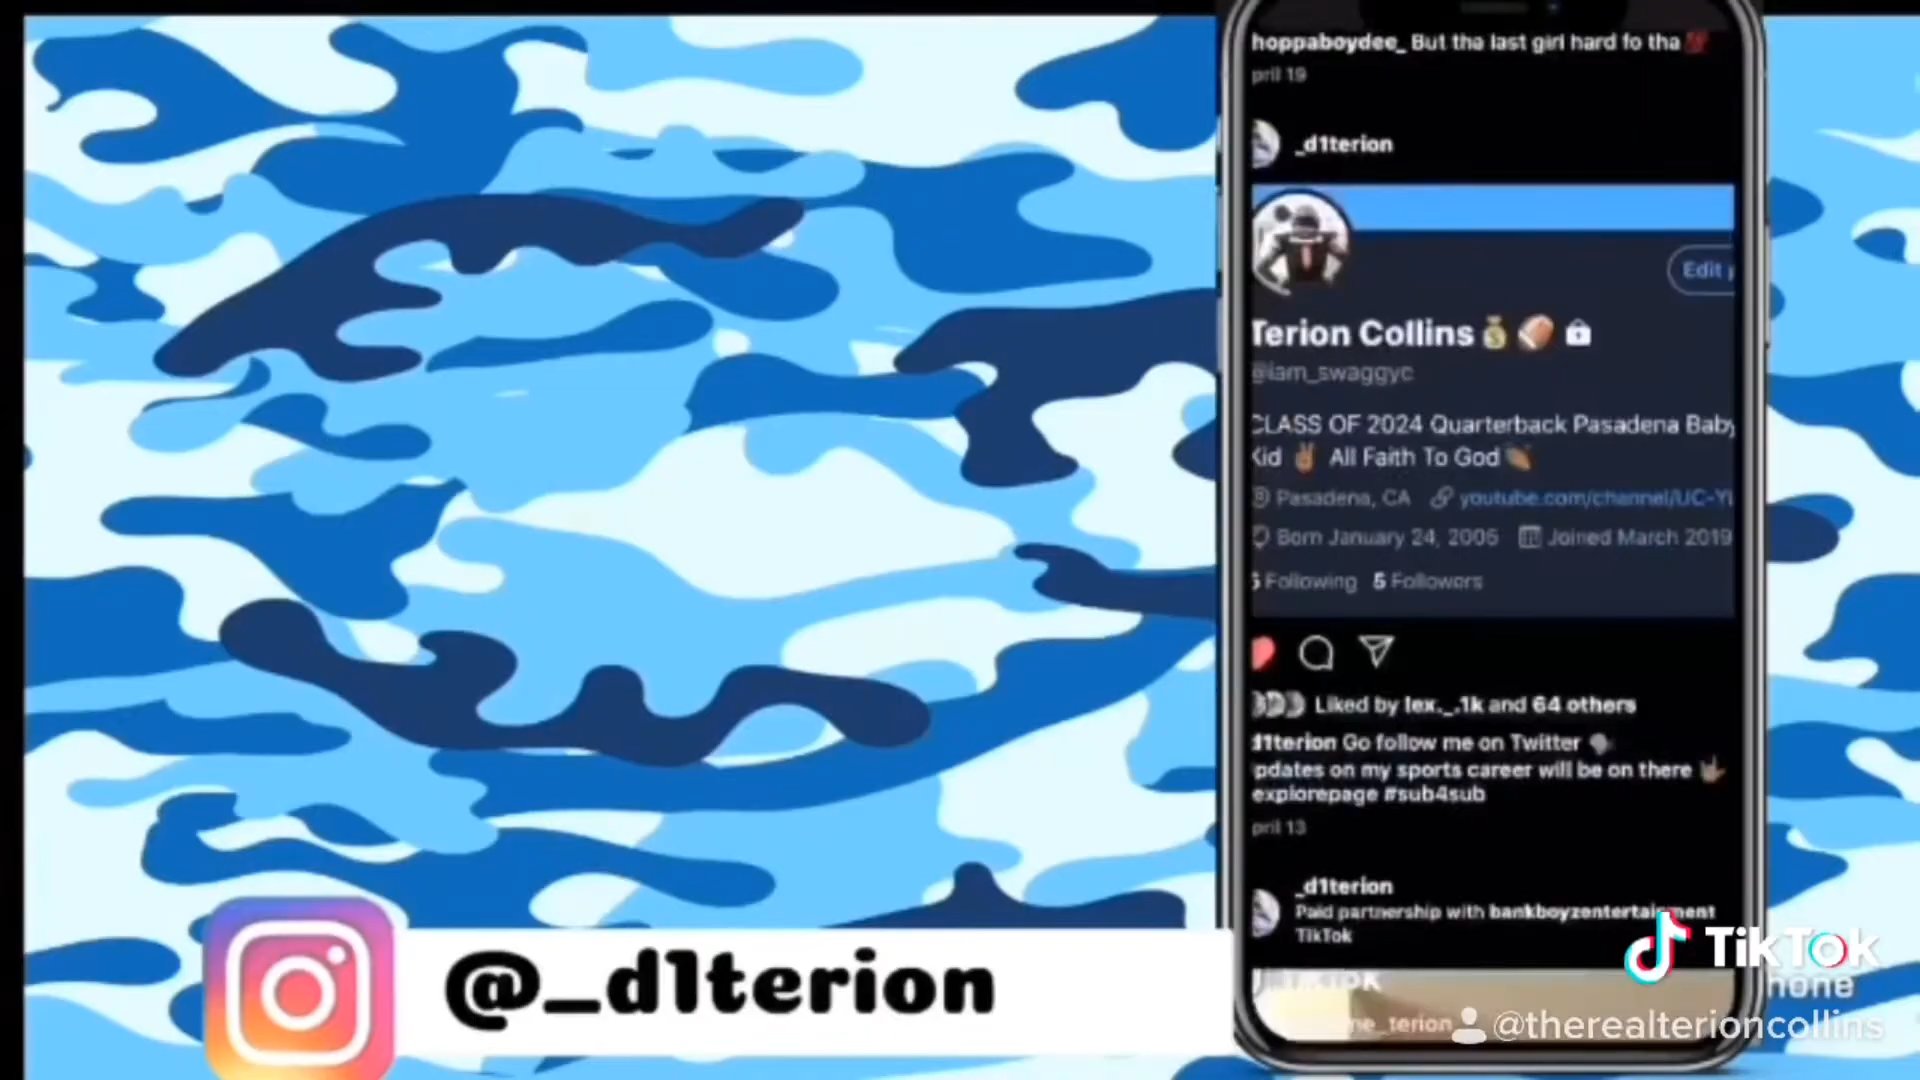 hoppaboydee_ But tha last girl hard fo tha
pril 19
_d1terion
Edit
Terion Collins
@iam_swaggyc
CLASS OF 2024 Quarterback Pasadena Baby
Kid All Faith To God
Pasadena, CA youtube.com/channel/UC-Yi
Born January 24, 2005 Joined March 2019
Following 5 Followers
Liked by lex._.1k and 64 others
d1terion Go follow me on Twitter
pdates on my sports career will be on there
explorepage #sub4sub
pril 13
_d1terion
Paid partnership with bankboyzentertainment
TikTok
TikTok
hone
ne_terion
@therealterioncollins
@_d1terion